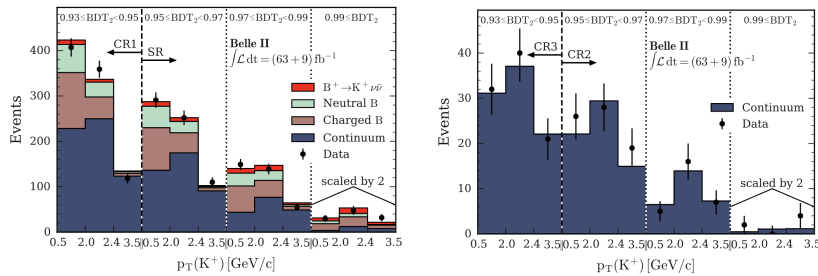 0.93≤BDT₂<0.95 0.95≤BDT₂<0.97 0.97≤BDT₂<0.99 0.99≤BDT₂
400
300
200
100
0
Events
CR1 SR
Belle II
∫ℒ dt = (63+9) fb⁻¹
B⁺→K⁺νν̄
Neutral B
Charged B
Continuum
Data
scaled by 2
0.5 2.0 2.4 3.5 0.5 2.0 2.4 3.5 0.5 2.0 2.4 3.5 0.5 2.0 2.4 3.5
p_T(K⁺) [GeV/c]
0.93≤BDT₂<0.95 0.95≤BDT₂<0.97 0.97≤BDT₂<0.99 0.99≤BDT₂
40
30
20
10
0
Events
CR3 CR2
Belle II
∫ℒ dt = (63+9) fb⁻¹
Continuum
Data
scaled by 2
0.5 2.0 2.4 3.5 0.5 2.0 2.4 3.5 0.5 2.0 2.4 3.5 0.5 2.0 2.4 3.5
p_T(K⁺) [GeV/c]